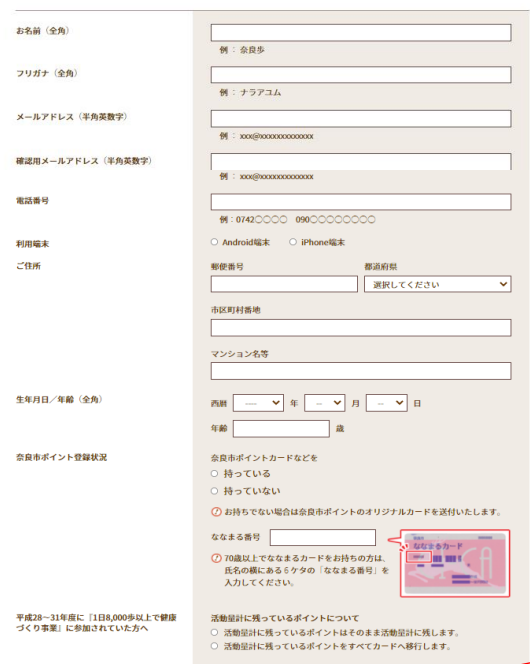 お名前（全角）
例：奈良歩
フリガナ（全角）
例：ナラアユム
メールアドレス（半角英数字）
例：xxx@xxxxxxxxxxxxx
確認用メールアドレス（半角英数字）
例：xxx@xxxxxxxxxxxxx
電話番号
例：0742〇〇〇〇 090〇〇〇〇〇〇〇〇
利用端末
Android端末 iPhone端末
ご住所
郵便番号 都道府県
選択してください
市区町村番地
マンション名等
生年月日／年齢（全角）
西暦 ---- 年 -- 月 -- 日
年齢 歳
奈良市ポイント登録状況
奈良市ポイントカードなどを
持っている
持っていない
お持ちでない場合は奈良市ポイントのオリジナルカードを送付いたします。
ななまる番号
ななまるカード
70歳以上でななまるカードをお持ちの方は、
氏名の横にある６ケタの「ななまる番号」を
入力してください。
平成28～31年度に『1日8,000歩以上で健康
づくり事業』に参加されていた方へ
活動量計に残っているポイントについて
活動量計に残っているポイントはそのまま活動量計に残します。
活動量計に残っているポイントをすべてカードへ移行します。